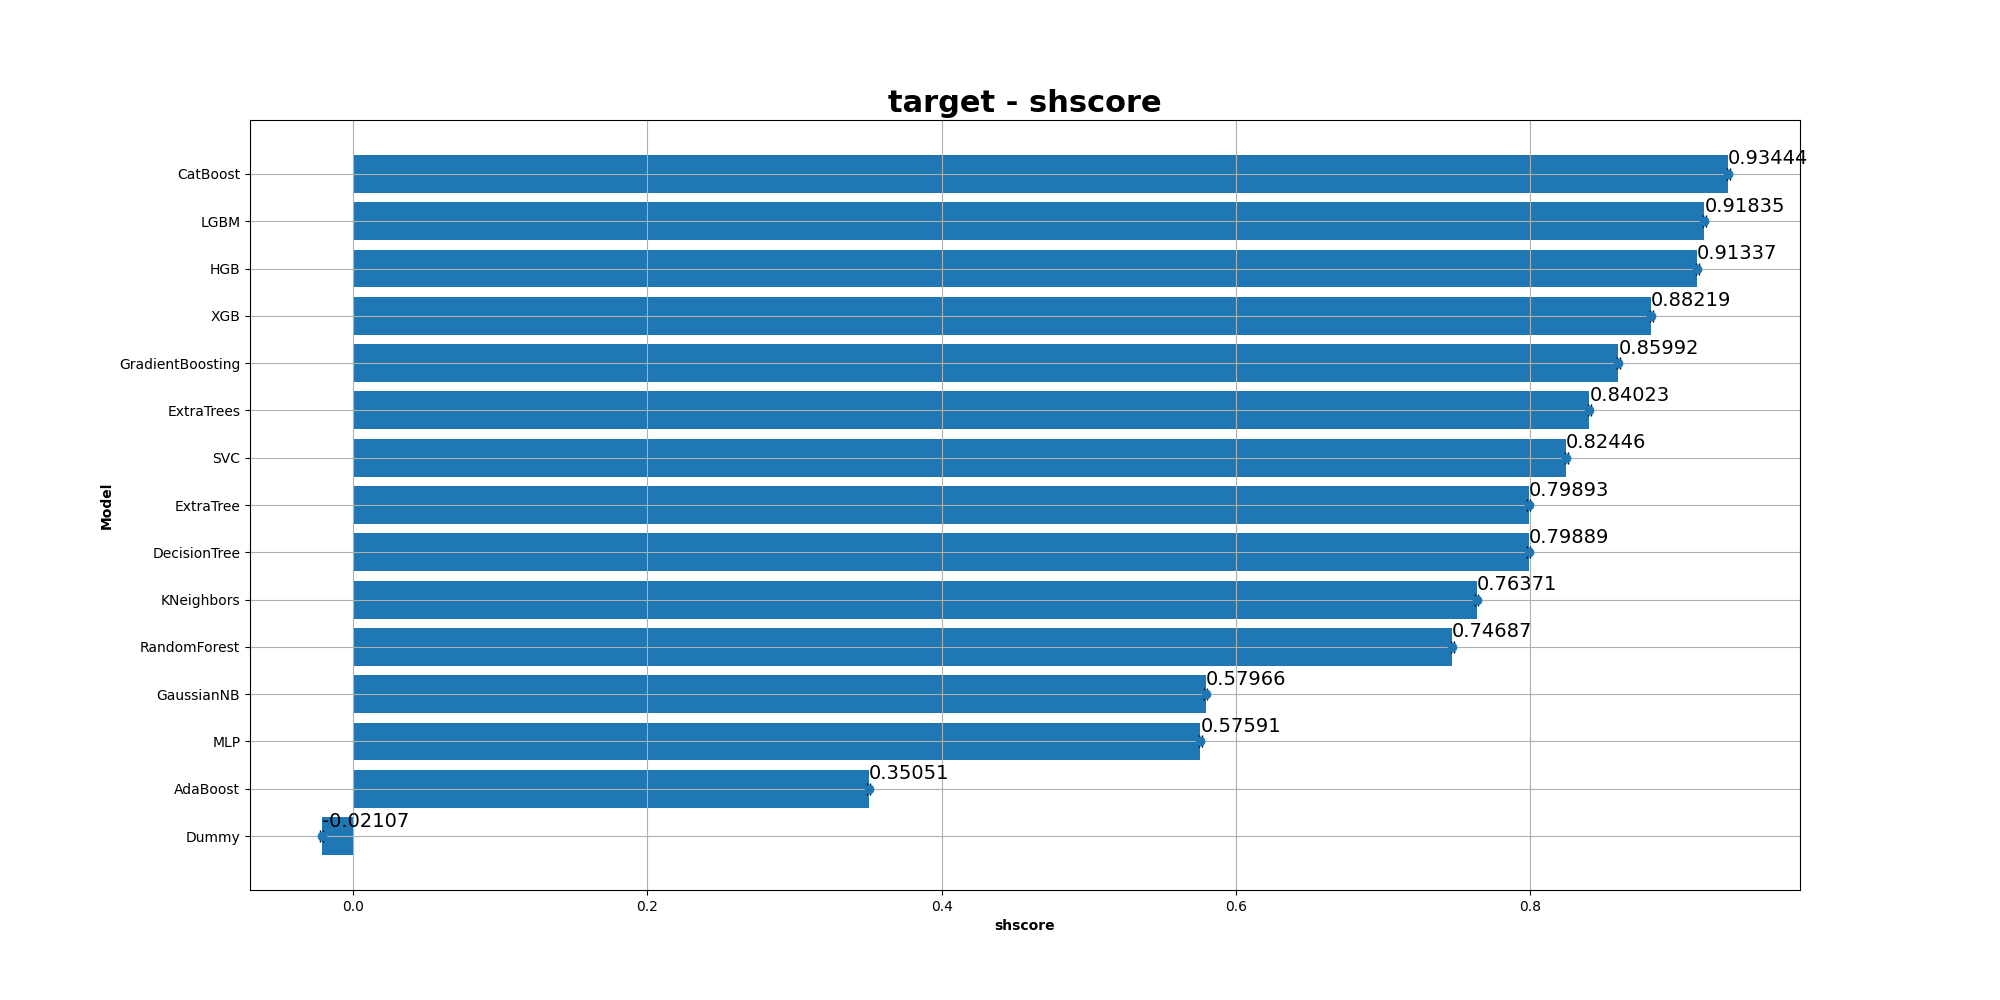 target - shscore
CatBoost 0.93444
LGBM 0.91835
HGB 0.91337
XGB 0.88219
GradientBoosting 0.85992
ExtraTrees 0.84023
SVC 0.82446
ExtraTree 0.79893
DecisionTree 0.79889
KNeighbors 0.76371
RandomForest 0.74687
GaussianNB 0.57966
MLP 0.57591
AdaBoost 0.35051
Dummy -0.02107
Model
0.0 0.2 0.4 0.6 0.8
shscore